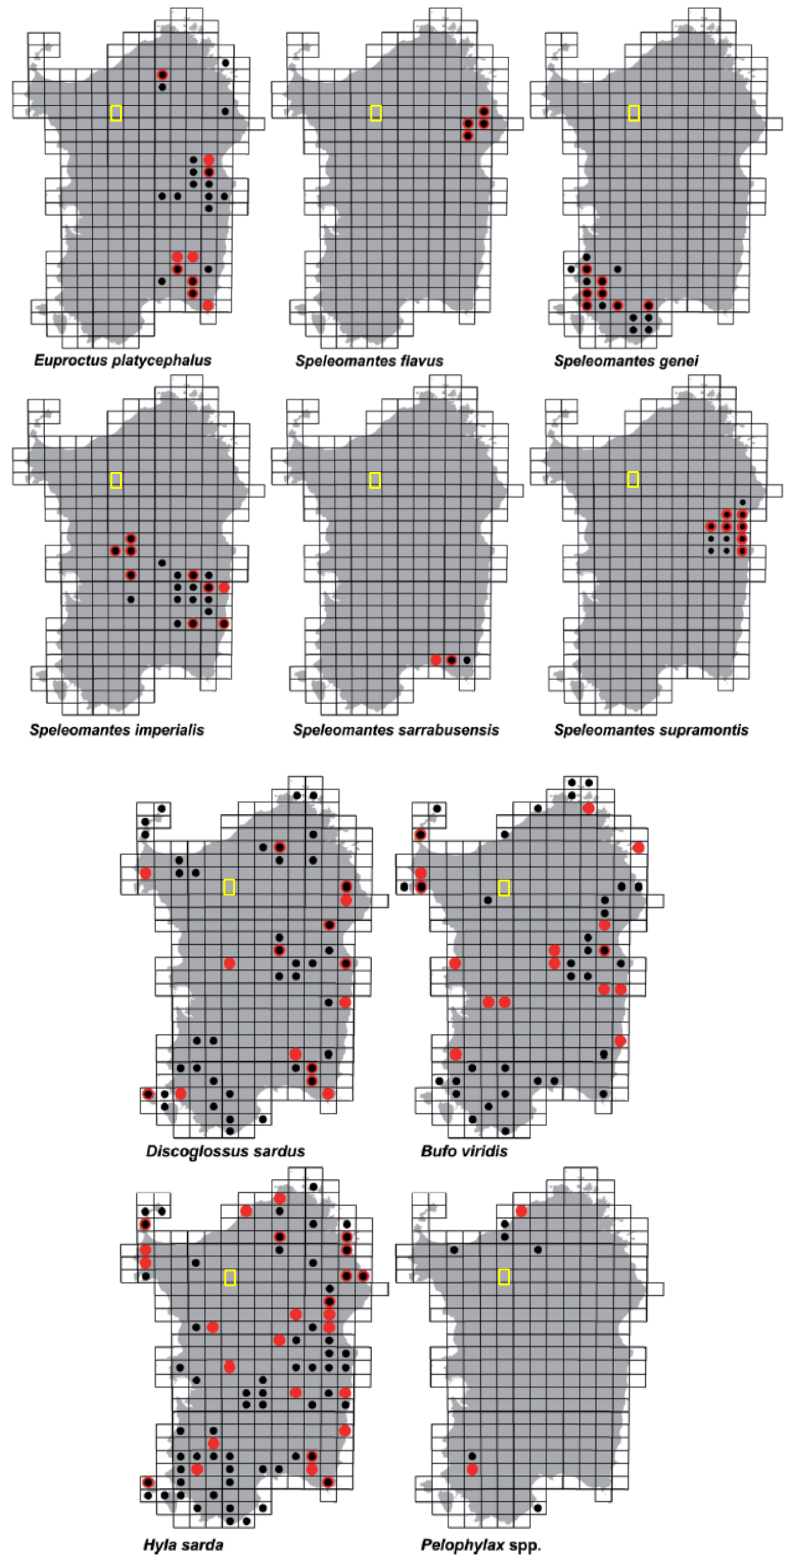 Euproctus platycephalus
Speleomantes flavus
Speleomantes genei
Speleomantes imperialis
Speleomantes sarrabusensis
Speleomantes supramontis
Discoglossus sardus
Bufo viridis
Hyla sarda
Pelophylax spp.